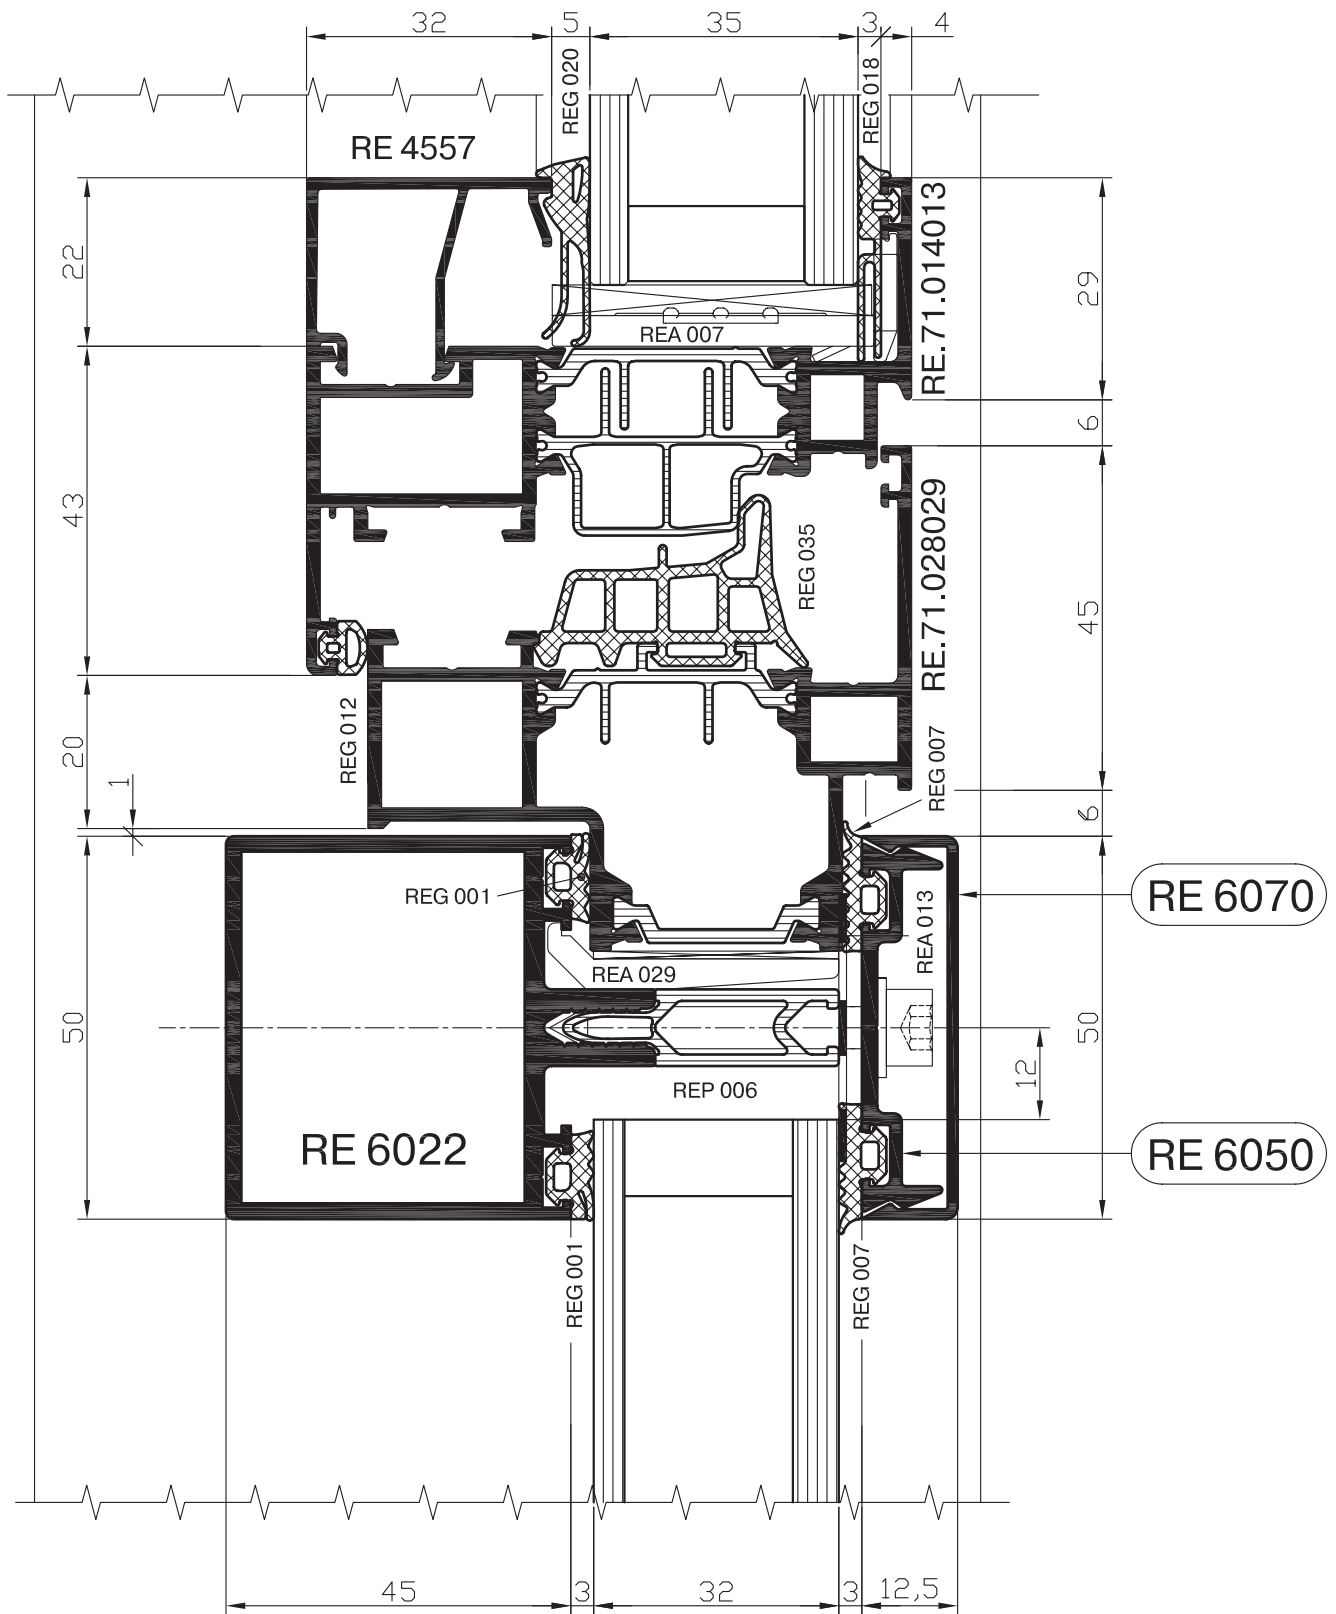 32
5
35
3
4
REG 020
REG 018
RE 4557
22
RE.71.014013
29
REA 007
6
43
REG 035
RE.71.028029
45
20
REG 012
1
REG 007
6
REG 001
REA 013
RE 6070
REA 029
50
50
12
REP 006
RE 6022
RE 6050
REG 001
REG 007
45
3
32
3
12,5